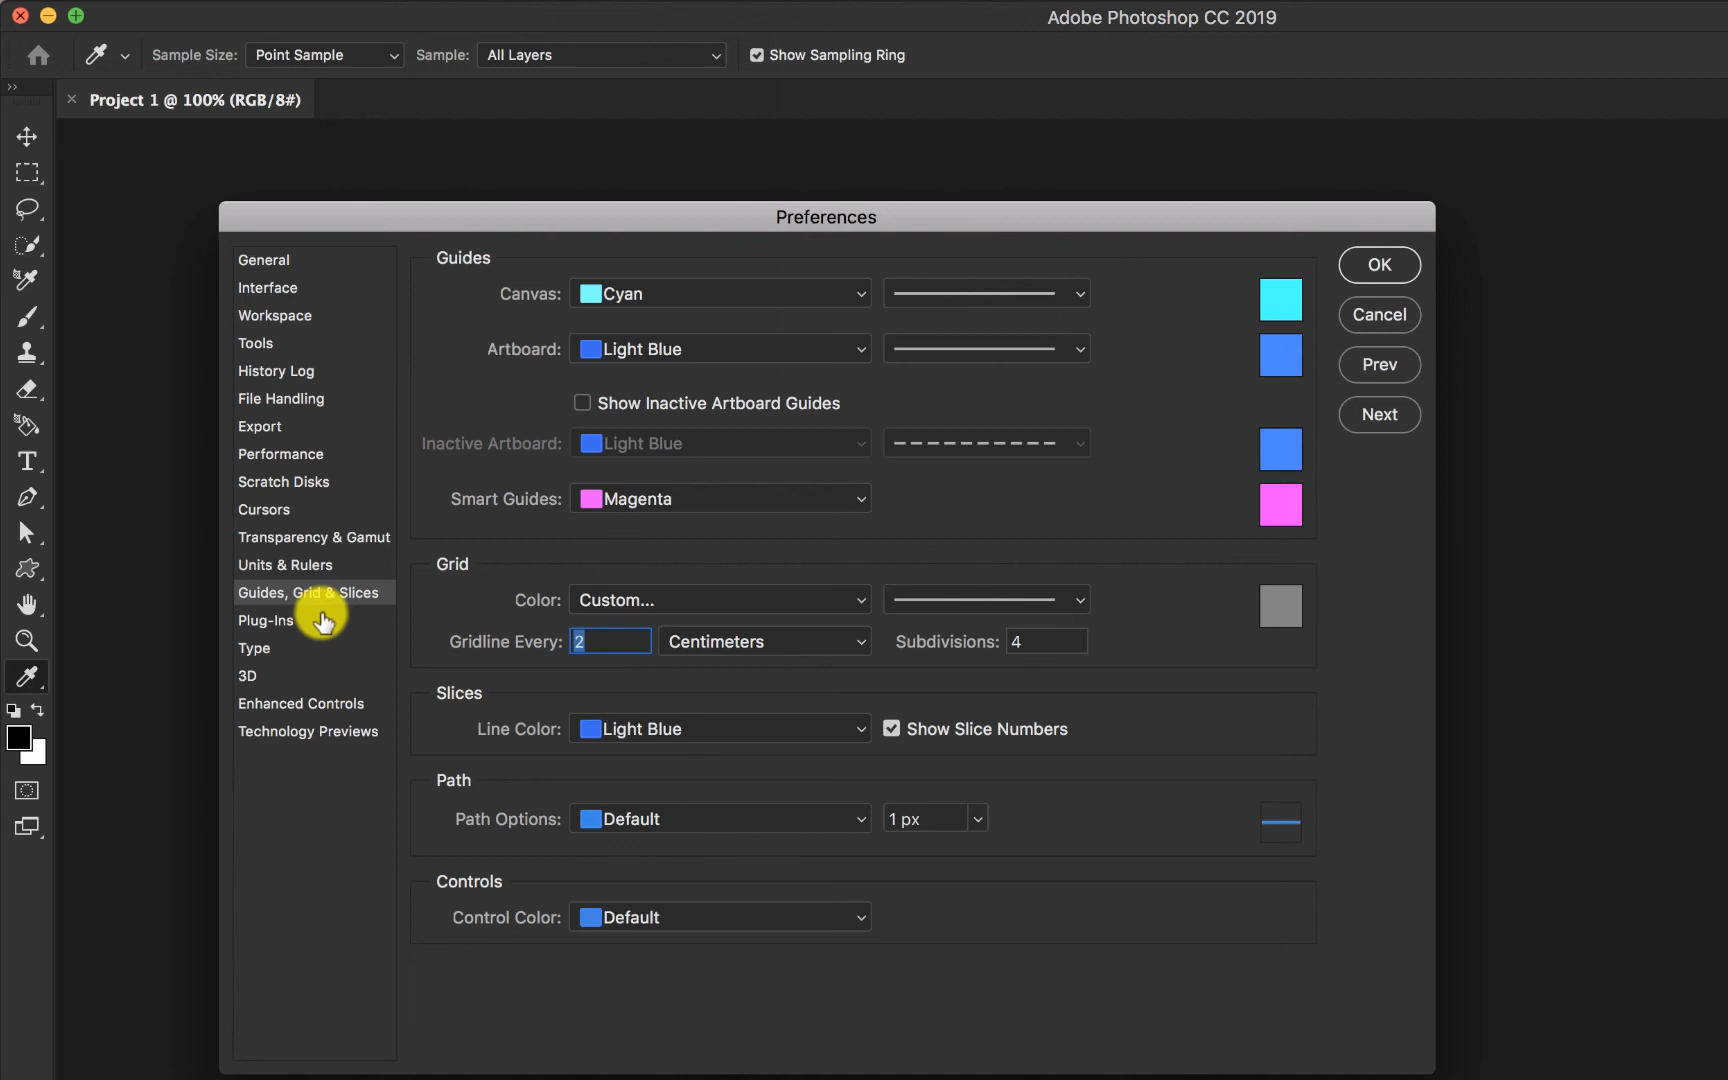 Adobe Photoshop CC 2019
Sample Size: Point Sample Sample: All Layers Show Sampling Ring
Project 1 @ 100% (RGB/8#)
Preferences
General
Interface
Workspace
Tools
History Log
File Handling
Export
Performance
Scratch Disks
Cursors
Transparency & Gamut
Units & Rulers
Guides, Grid & Slices
Plug-Ins
Type
3D
Enhanced Controls
Technology Previews
Guides
Canvas: Cyan
Artboard: Light Blue
Show Inactive Artboard Guides
Inactive Artboard: Light Blue
Smart Guides: Magenta
Grid
Color: Custom...
Gridline Every: 2 Centimeters Subdivisions: 4
Slices
Line Color: Light Blue Show Slice Numbers
Path
Path Options: Default 1 px
Controls
Control Color: Default
OK
Cancel
Prev
Next